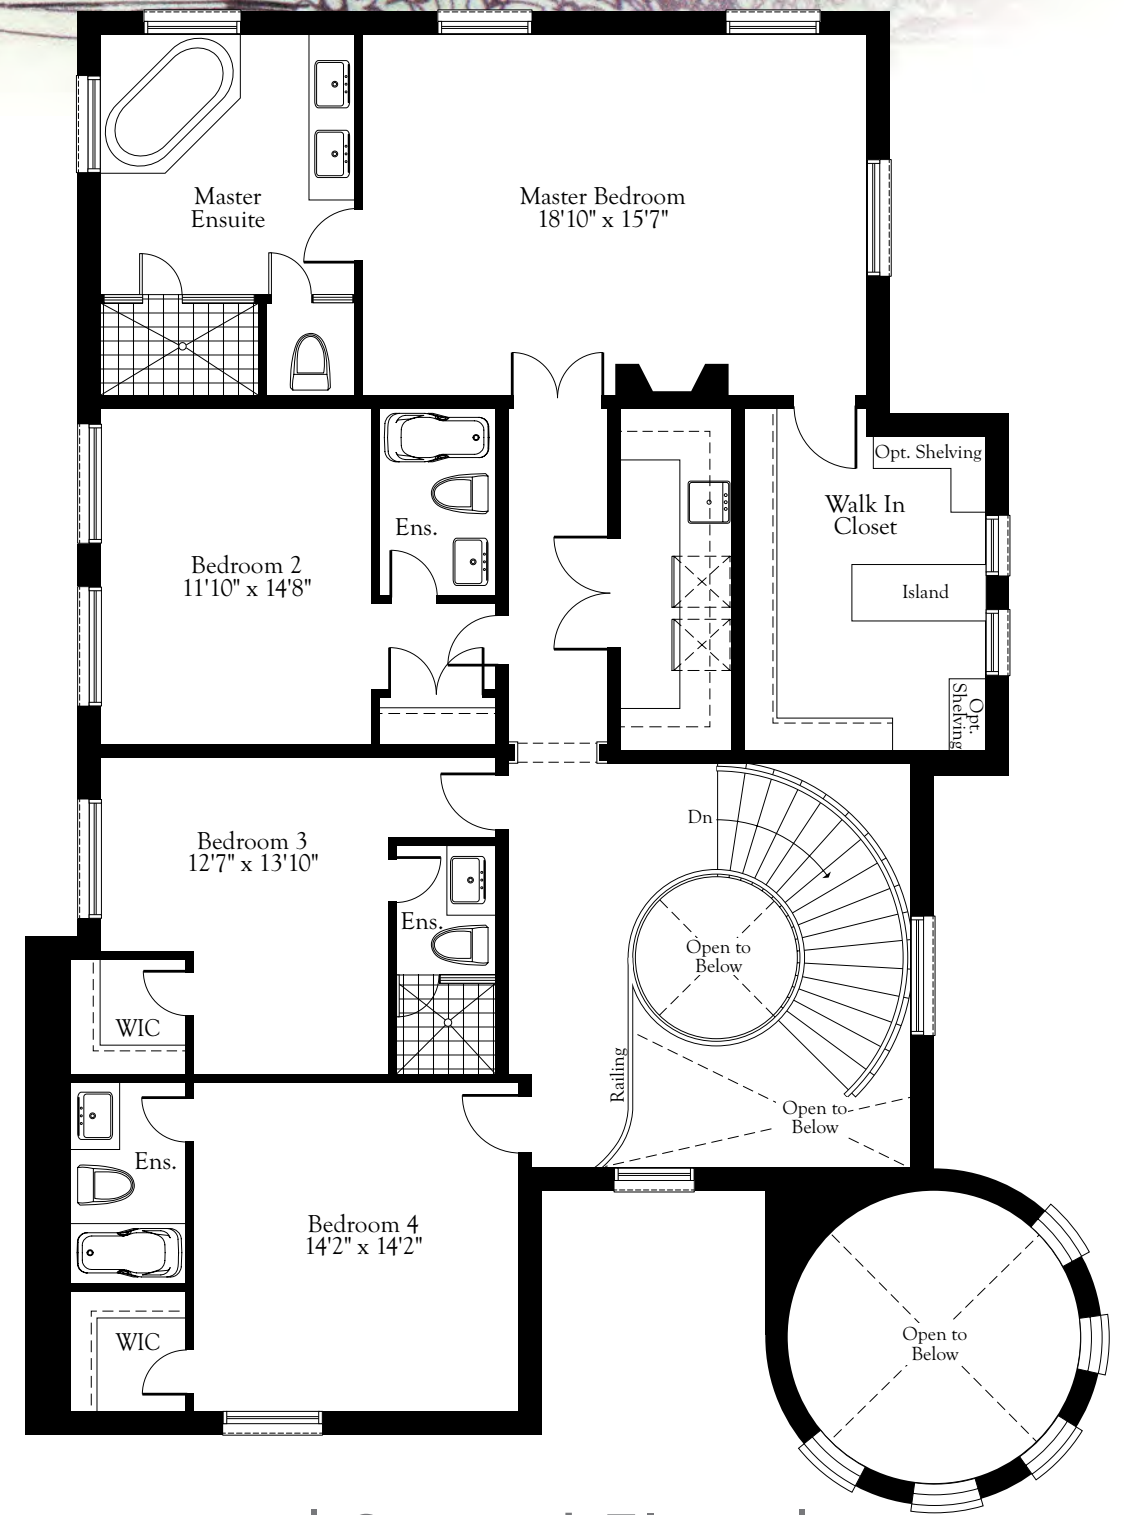 Master
Ensuite
Master Bedroom
18'10" x 15'7"
Opt. Shelving
Walk In
Closet
Ens.
Bedroom 2
11'10" x 14'8"
Island
Opt.
Shelving
Dn
Bedroom 3
12'7" x 13'10"
Ens.
Open to
Below
WIC
Railing
Open to
Below
Ens.
Bedroom 4
14'2" x 14'2"
WIC
Open to
Below